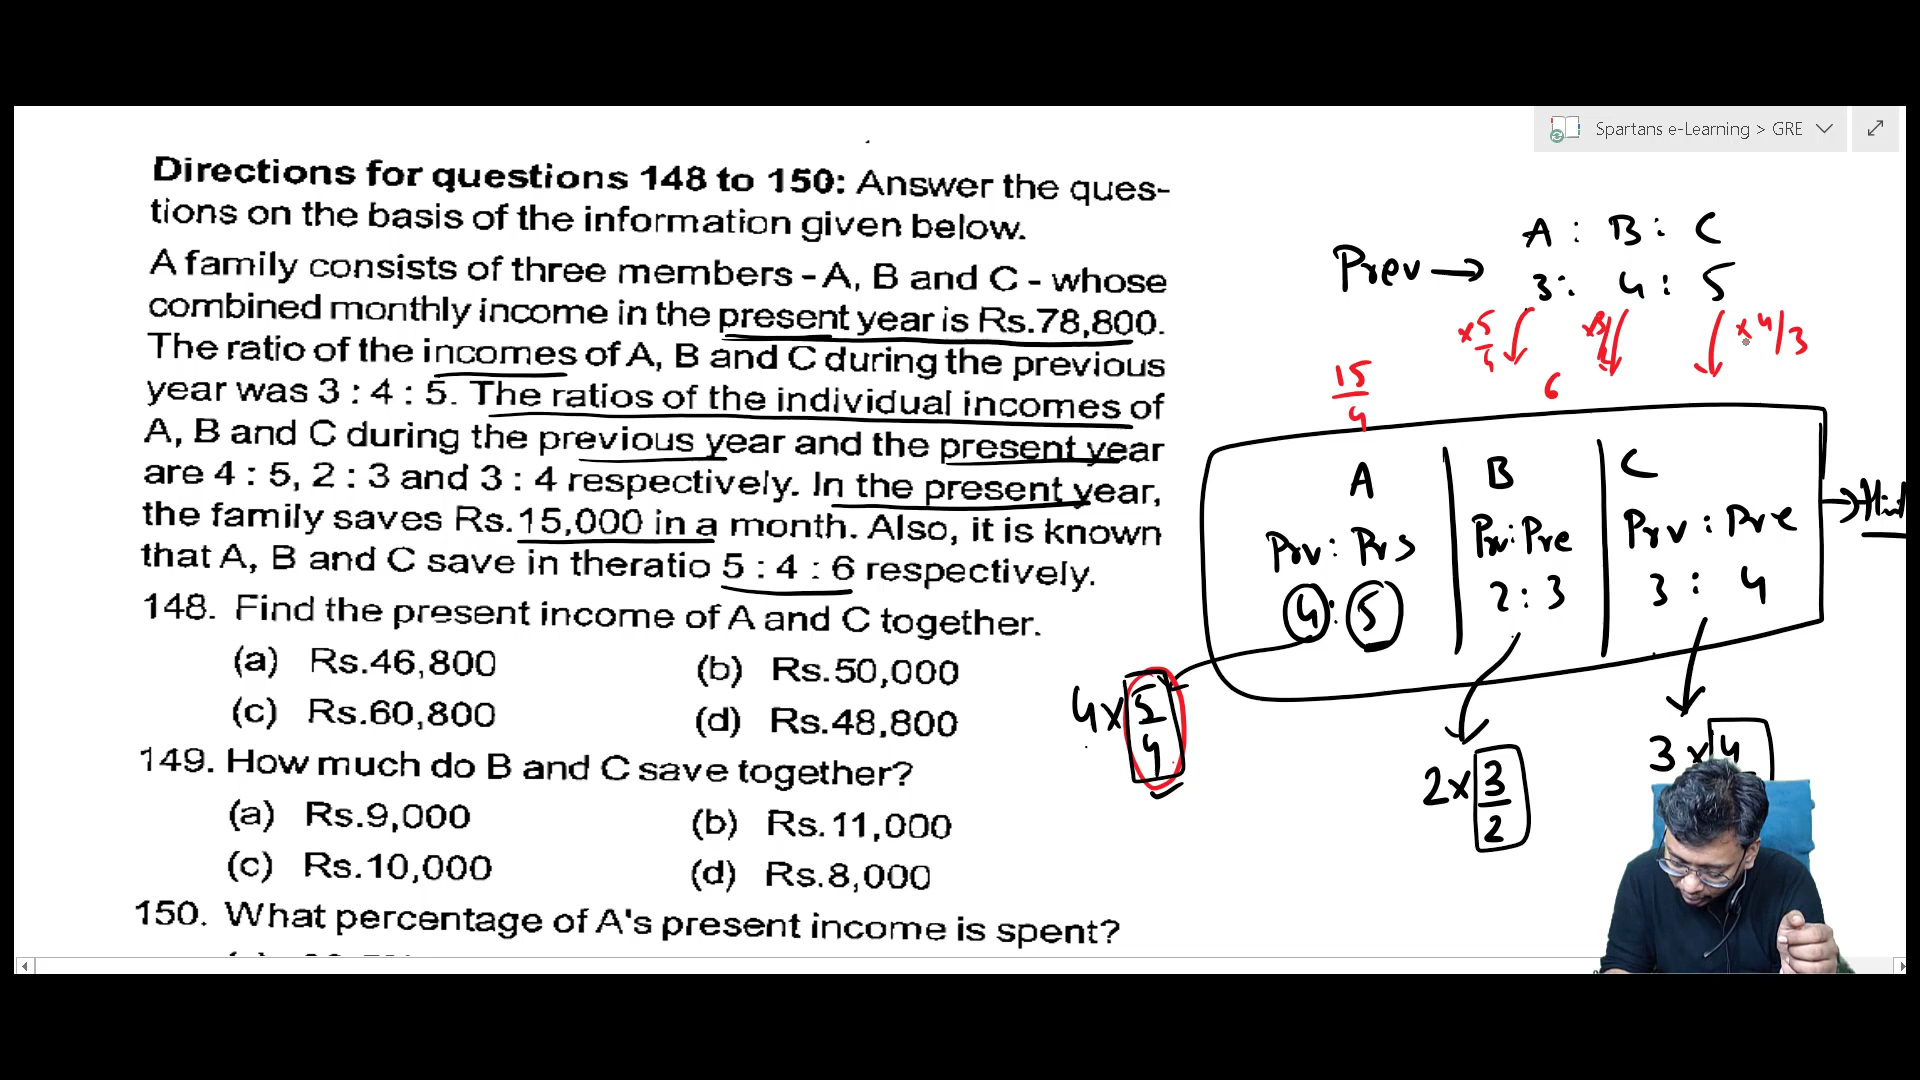 Spartans e-Learning > GRE
Directions for questions 148 to 150: Answer the ques-
tions on the basis of the information given below.
A family consists of three members - A, B and C - whose
combined monthly income in the present year is Rs.78,800.
The ratio of the incomes of A, B and C during the previous
year was 3 : 4 : 5. The ratios of the individual incomes of
A, B and C during the previous year and the present year
are 4 : 5, 2 : 3 and 3 : 4 respectively. In the present year,
the family saves Rs.15,000 in a month. Also, it is known
that A, B and C save in theratio 5 : 4 : 6 respectively.
148. Find the present income of A and C together.
(a) Rs.46,800 (b) Rs.50,000
(c) Rs.60,800 (d) Rs.48,800
149. How much do B and C save together?
(a) Rs.9,000 (b) Rs.11,000
(c) Rs.10,000 (d) Rs.8,000
150. What percentage of A's present income is spent?
A : B : C
Prev → 3 : 4 : 5
×5/4 ×4/3
15/4 6
A B C
Prv : Prs Prv : Pre Prv : Pre
4 : 5 2 : 3 3 : 4
4×5/4
2×3/2
3×4